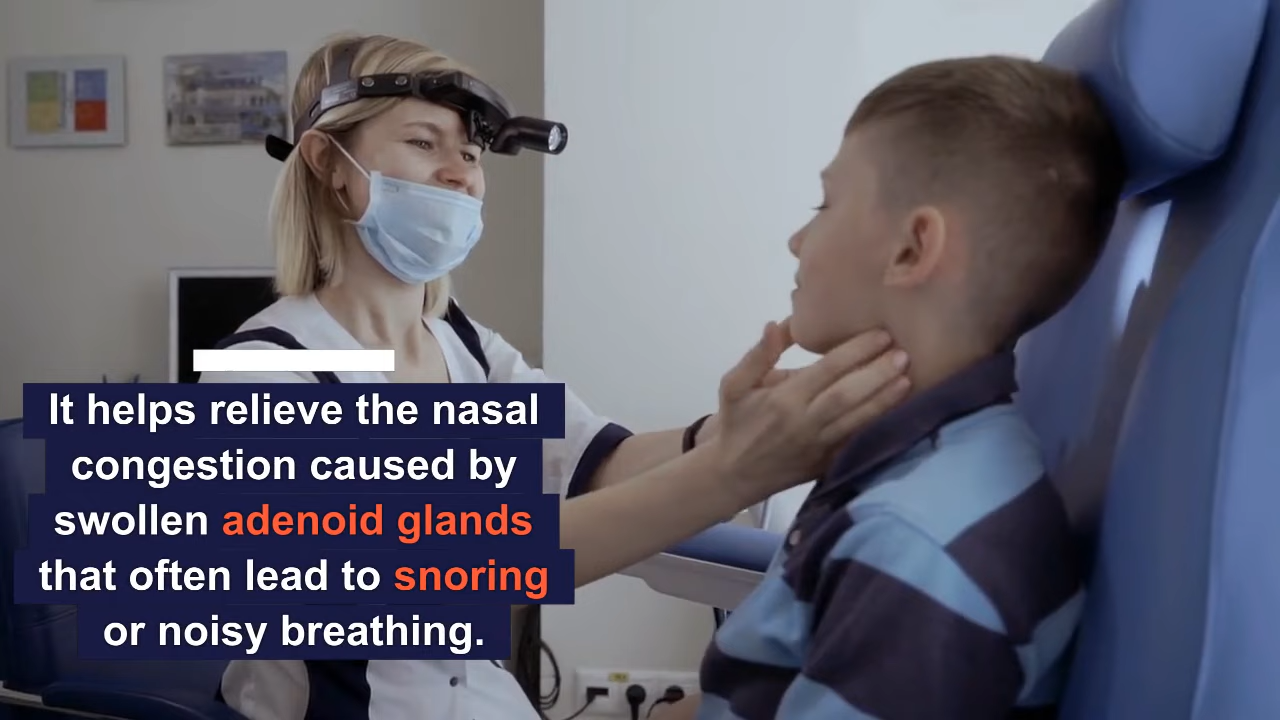 It helps relieve the nasal
congestion caused by
swollen adenoid glands
that often lead to snoring
or noisy breathing.